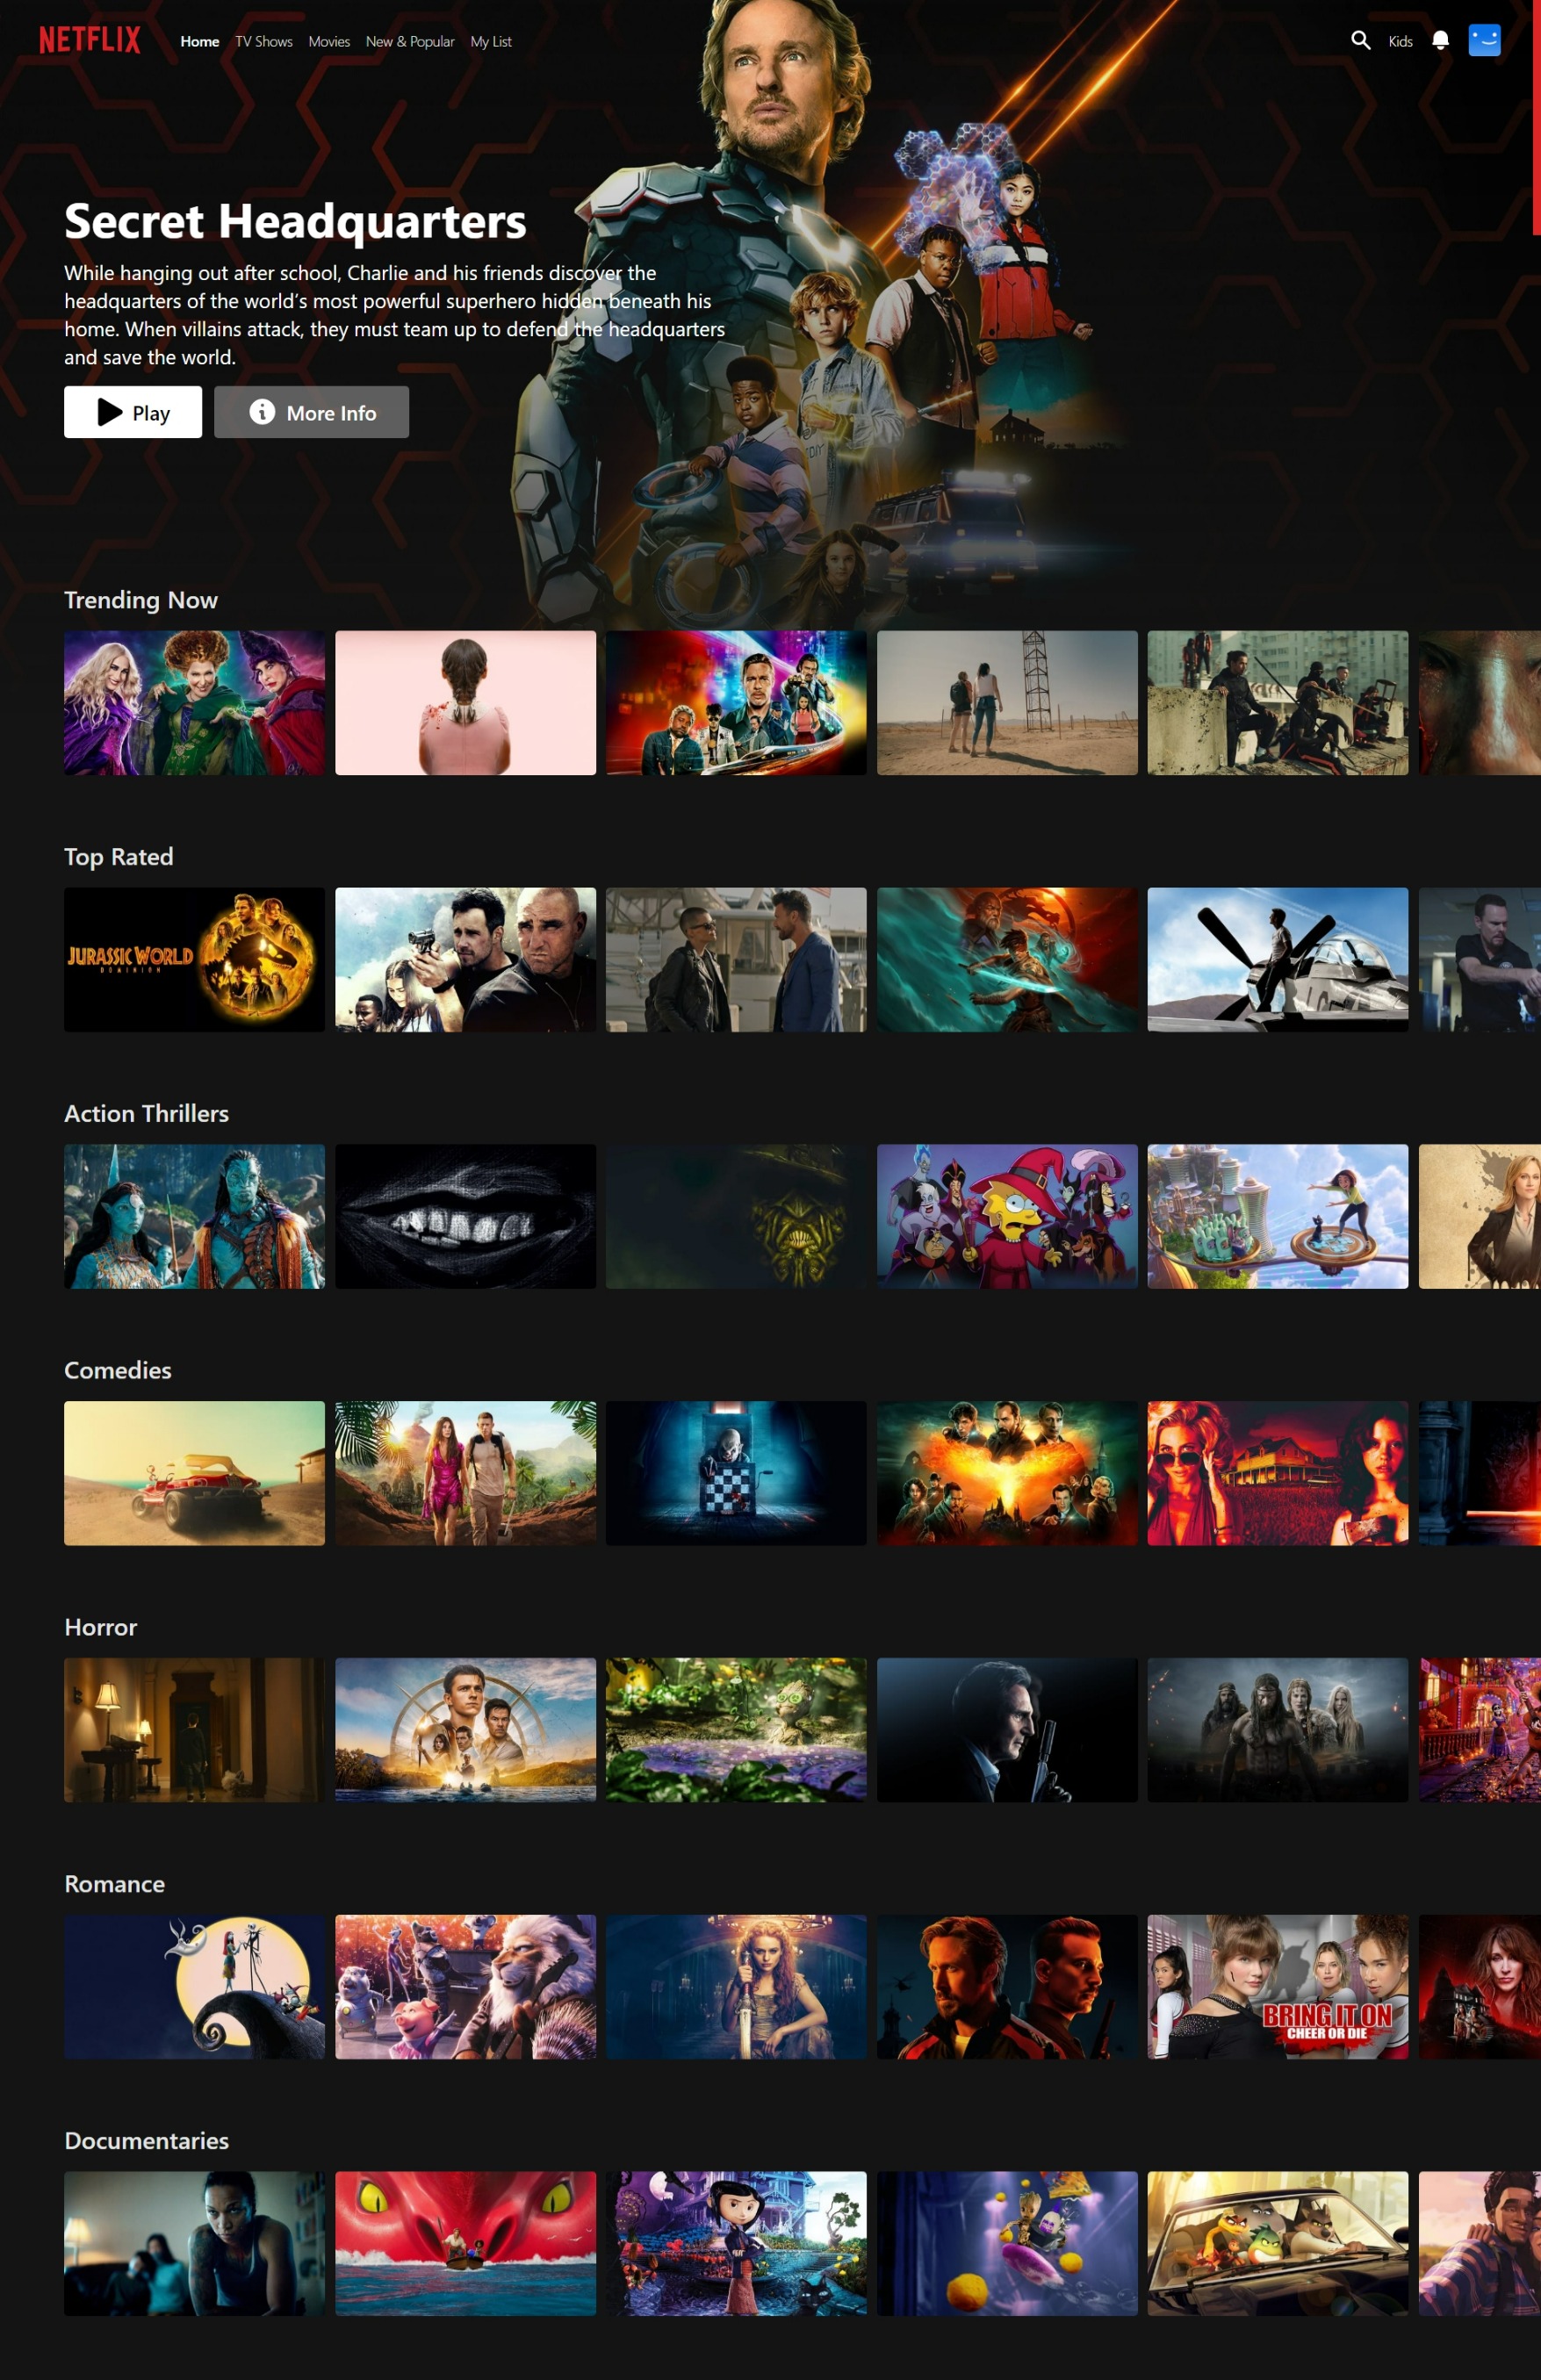 NETFLIX
Home
TV Shows
Movies
New & Popular
My List
Kids
Secret Headquarters
While hanging out after school, Charlie and his friends discover the
headquarters of the world’s most powerful superhero hidden beneath his
home. When villains attack, they must team up to defend the headquarters
and save the world.
Play
More Info
Trending Now
Top Rated
JURASSIC WORLD
DOMINION
Action Thrillers
Comedies
Horror
Romance
BRING IT ON
CHEER OR DIE
Documentaries